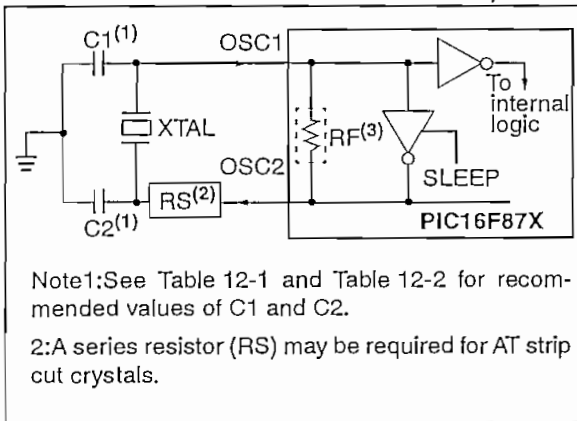 C1(1)
OSC1
To
internal
logic
XTAL
RF(3)
OSC2
SLEEP
RS(2)
C2(1)
PIC16F87X
Note1:See Table 12-1 and Table 12-2 for recom-
mended values of C1 and C2.
2:A series resistor (RS) may be required for AT strip
cut crystals.